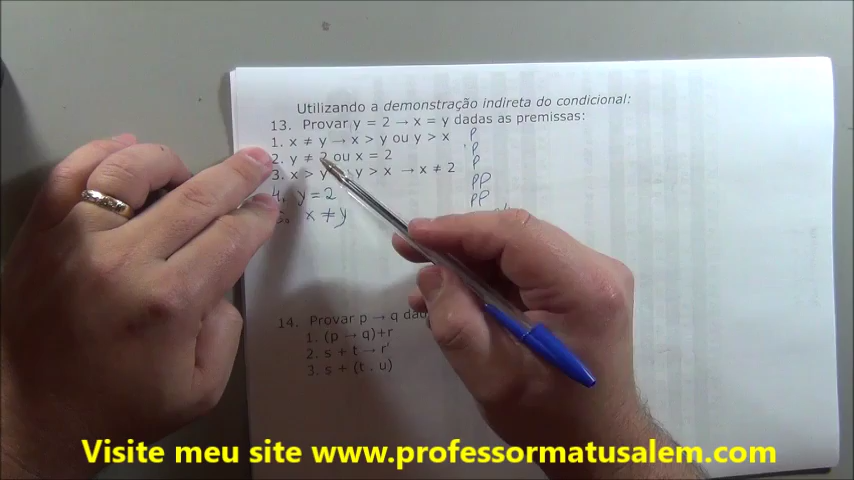 Utilizando a demonstração indireta do condicional:
13. Provar y = 2 → x = y dadas as premissas:
1. x ≠ y → x > y ou y > x P
2. y ≠ 2 ou x = 2 P
3. x > y y > x → x ≠ 2 P
4. y = 2 PP
x ≠ y PP
14. Provar p → q
1. (p → q)+r
2. s + t → r'
3. s + (t . u)
Visite meu site www.professormatusalem.com